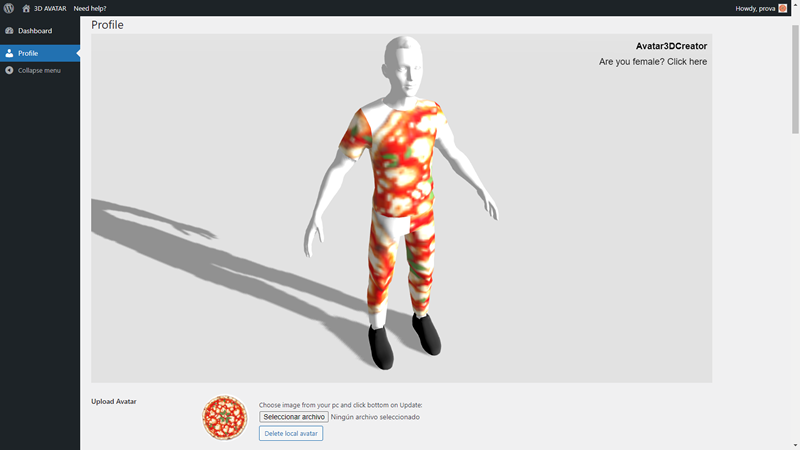 3D AVATAR Need help? Howdy, prova
Dashboard
Profile
Collapse menu
Profile
Avatar3DCreator
Are you female? Click here
Upload Avatar
Choose image from your pc and click bottom on Update:
Seleccionar archivo Ningún archivo seleccionado
Delete local avatar